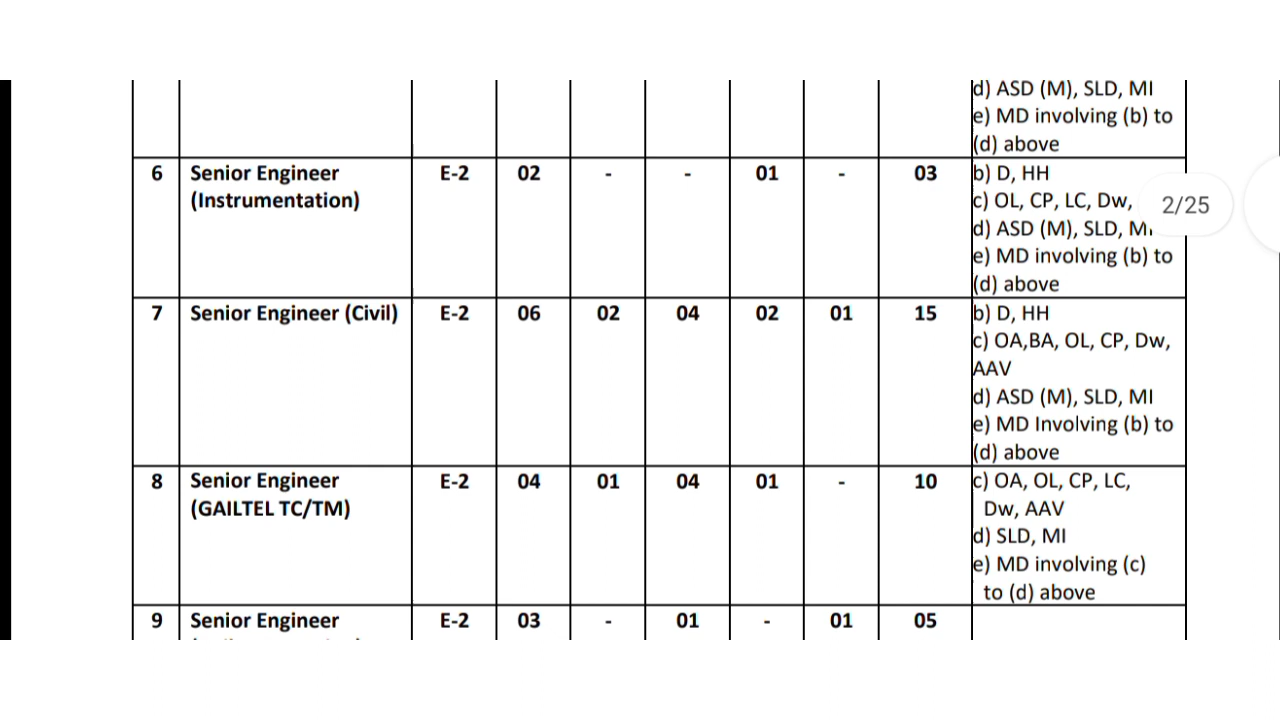 d) ASD (M), SLD, MI
e) MD involving (b) to
(d) above
6 Senior Engineer E-2 02 - - 01 - 03 b) D, HH
(Instrumentation) c) OL, CP, LC, Dw,
d) ASD (M), SLD, MI
e) MD involving (b) to
(d) above
2/25
7 Senior Engineer (Civil) E-2 06 02 04 02 01 15 b) D, HH
c) OA,BA, OL, CP, Dw,
AAV
d) ASD (M), SLD, MI
e) MD Involving (b) to
(d) above
8 Senior Engineer E-2 04 01 04 01 - 10 c) OA, OL, CP, LC,
(GAILTEL TC/TM) Dw, AAV
d) SLD, MI
e) MD involving (c)
to (d) above
9 Senior Engineer E-2 03 - 01 - 01 05